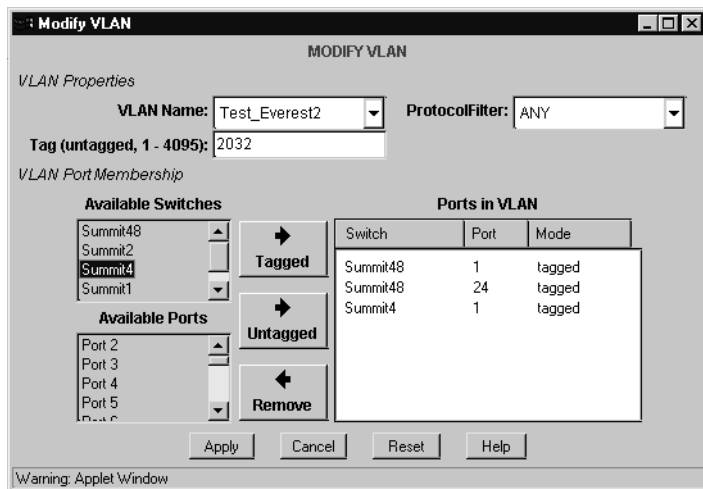 Modify VLAN
MODIFY VLAN
VLAN Properties
VLAN Name: Test_Everest2 ProtocolFilter: ANY
Tag (untagged, 1 - 4095): 2032
VLAN Port Membership
Available Switches
Summit48
Summit2
Summit4
Summit1
Available Ports
Port 2
Port 3
Port 4
Port 5
Tagged
Untagged
Remove
Ports in VLAN
Switch Port Mode
Summit48 1 tagged
Summit48 24 tagged
Summit4 1 tagged
Apply Cancel Reset Help
Warning: Applet Window